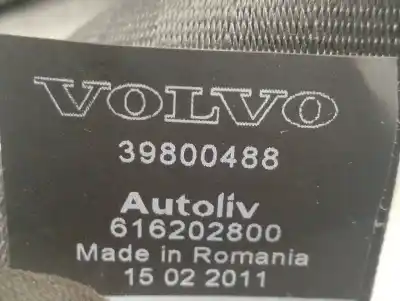 VOLVO
39800488
Autoliv
616202800
Made in Romania
15 02 2011